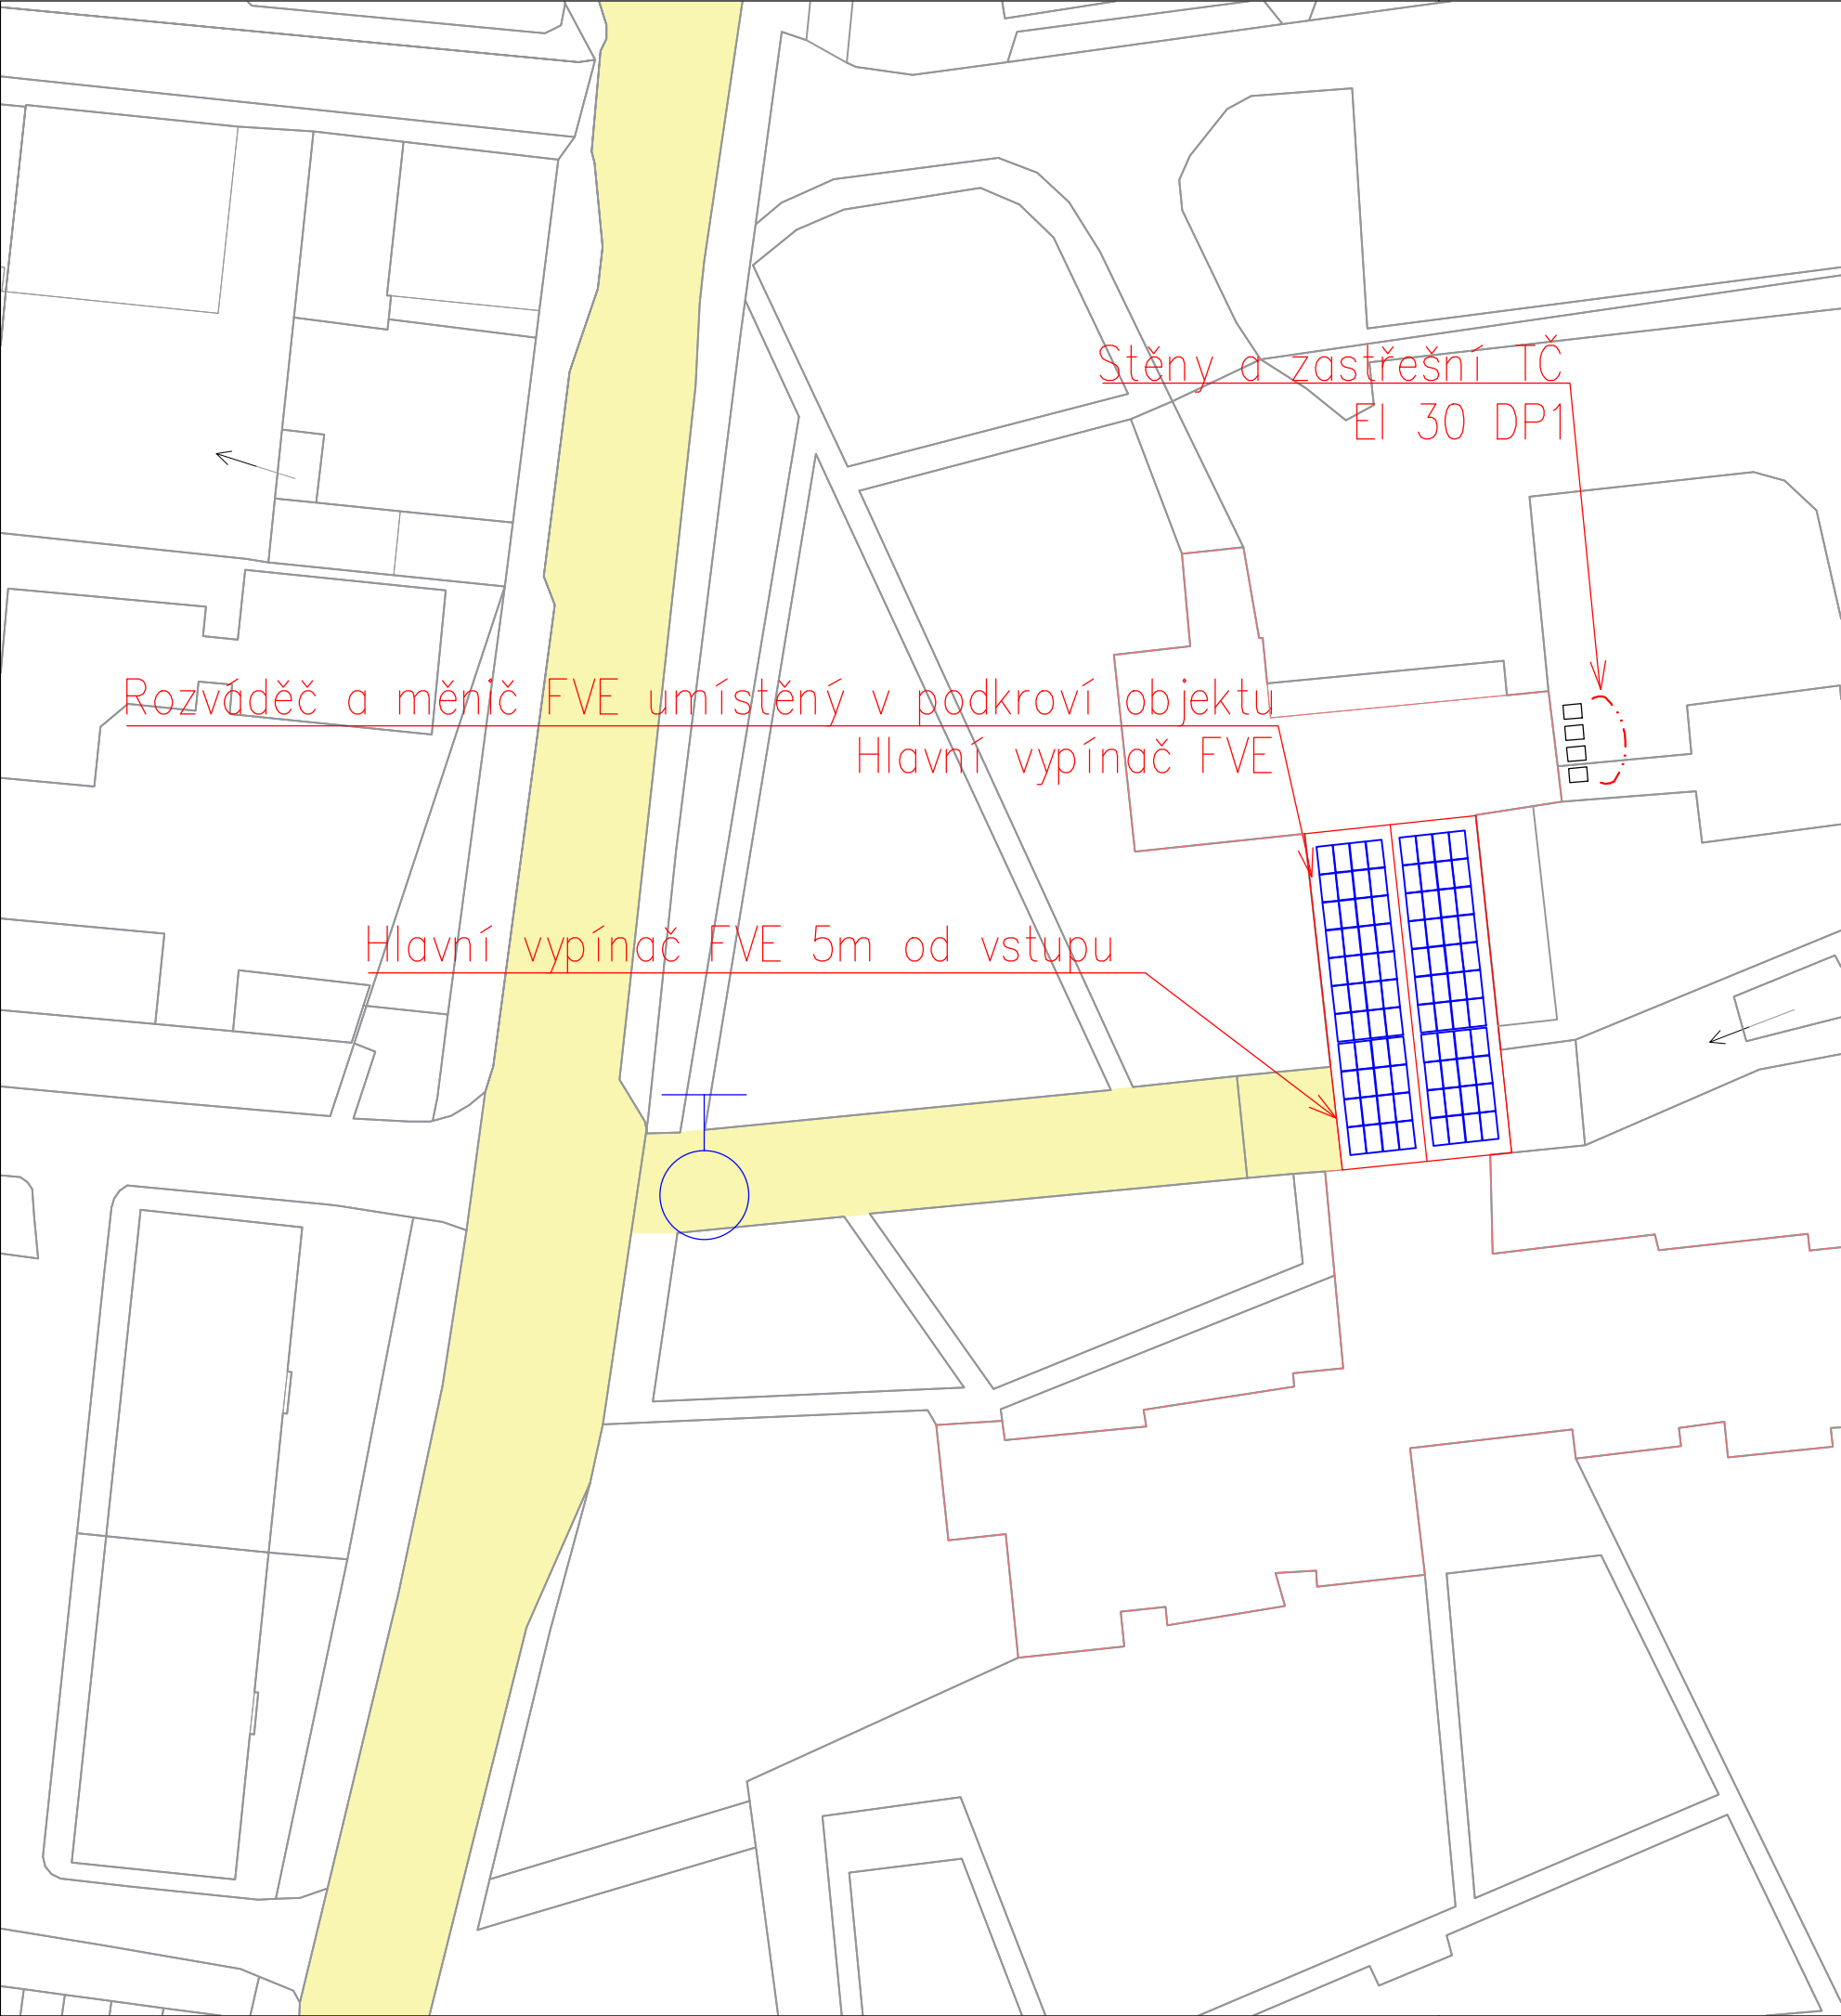 Stěny a zastřešní TČ
EI 30 DP1
Rozváděč a měnič FVE umístěný v podkroví objektu
Hlavní vypínač FVE
Hlavní vypínač FVE 5m od vstupu